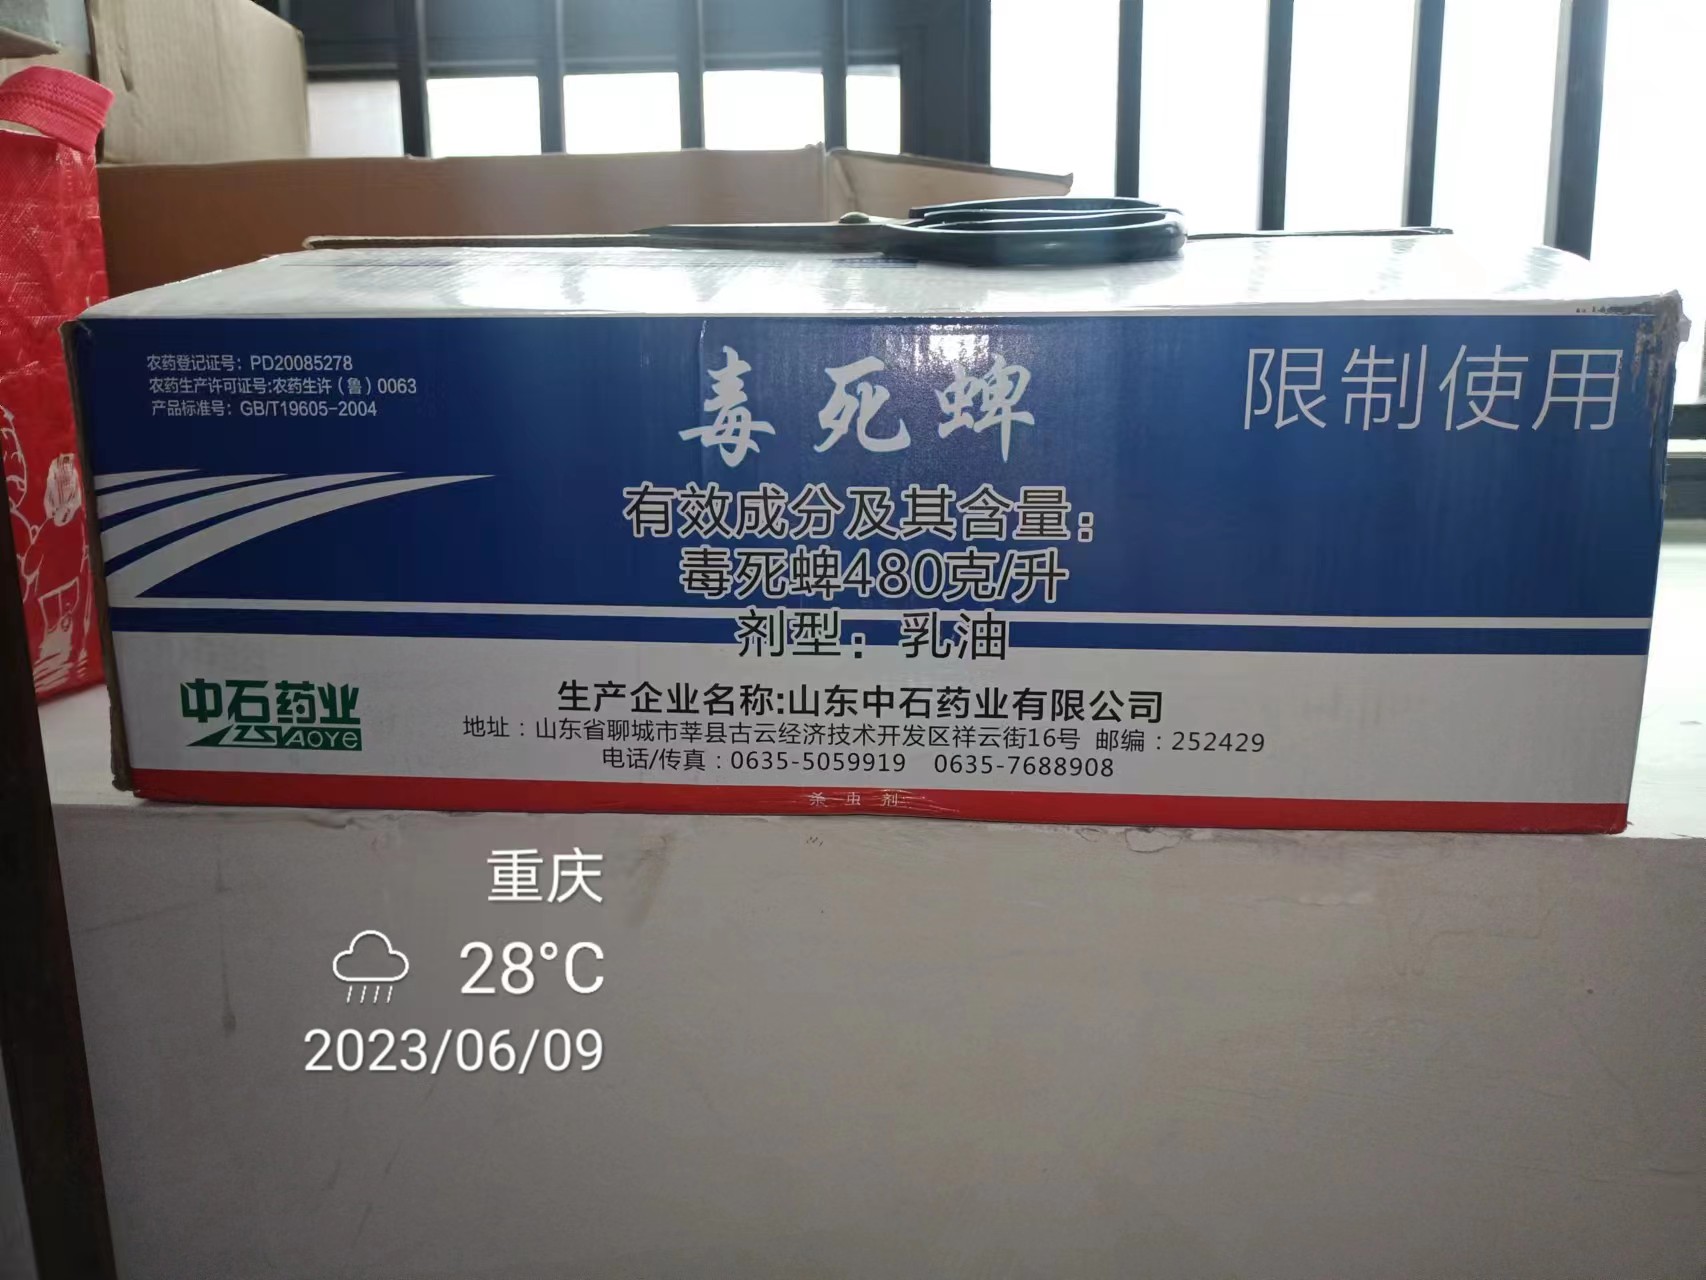 农药登记证号：PD20085278
农药生产许可证号:农药生许（鲁）0063
产品标准号：GB/T19605-2004
毒死蜱
限制使用
有效成分及其含量：
毒死蜱480克/升
剂型：乳油
中石药业
YAOYE
生产企业名称:山东中石药业有限公司
地址：山东省聊城市莘县古云经济技术开发区祥云街16号 邮编：252429
电话/传真：0635-5059919 0635-7688908
杀虫剂
重庆
28°C
2023/06/09